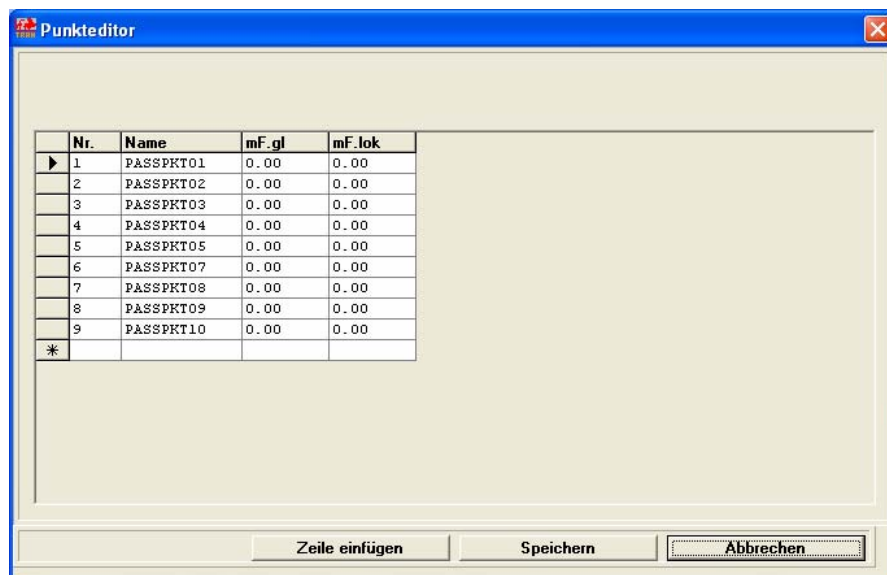 Punkteditor
Nr. Name mF.gl mF.lok
1 PASSPKT01 0.00 0.00
2 PASSPKT02 0.00 0.00
3 PASSPKT03 0.00 0.00
4 PASSPKT04 0.00 0.00
5 PASSPKT05 0.00 0.00
6 PASSPKT07 0.00 0.00
7 PASSPKT08 0.00 0.00
8 PASSPKT09 0.00 0.00
9 PASSPKT10 0.00 0.00
Zeile einfügen Speichern Abbrechen